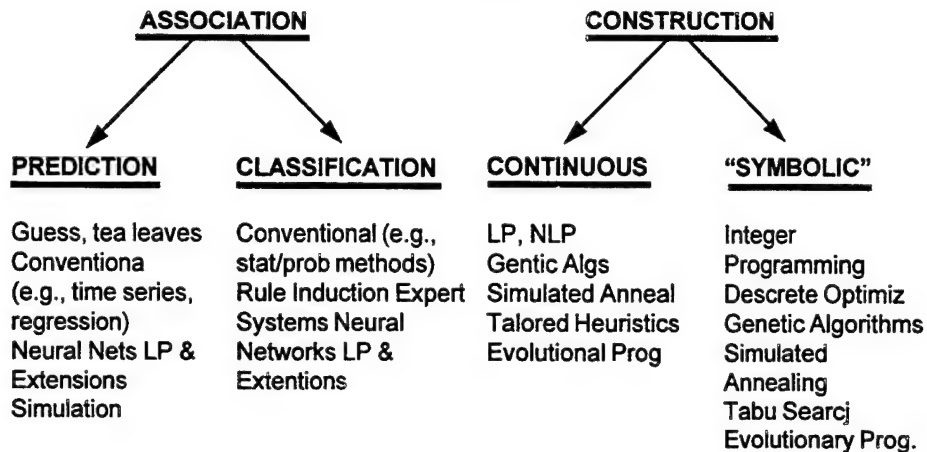 ASSOCIATION
CONSTRUCTION
PREDICTION
Guess, tea leaves
Conventiona
(e.g., time series,
regression)
Neural Nets LP &
Extensions
Simulation
CLASSIFICATION
Conventional (e.g.,
stat/prob methods)
Rule Induction Expert
Systems Neural
Networks LP &
Extentions
CONTINUOUS
LP, NLP
Gentic Algs
Simulated Anneal
Talored Heuristics
Evolutional Prog
“SYMBOLIC”
Integer
Programming
Descrete Optimiz
Genetic Algorithms
Simulated
Annealing
Tabu Searcj
Evolutionary Prog.